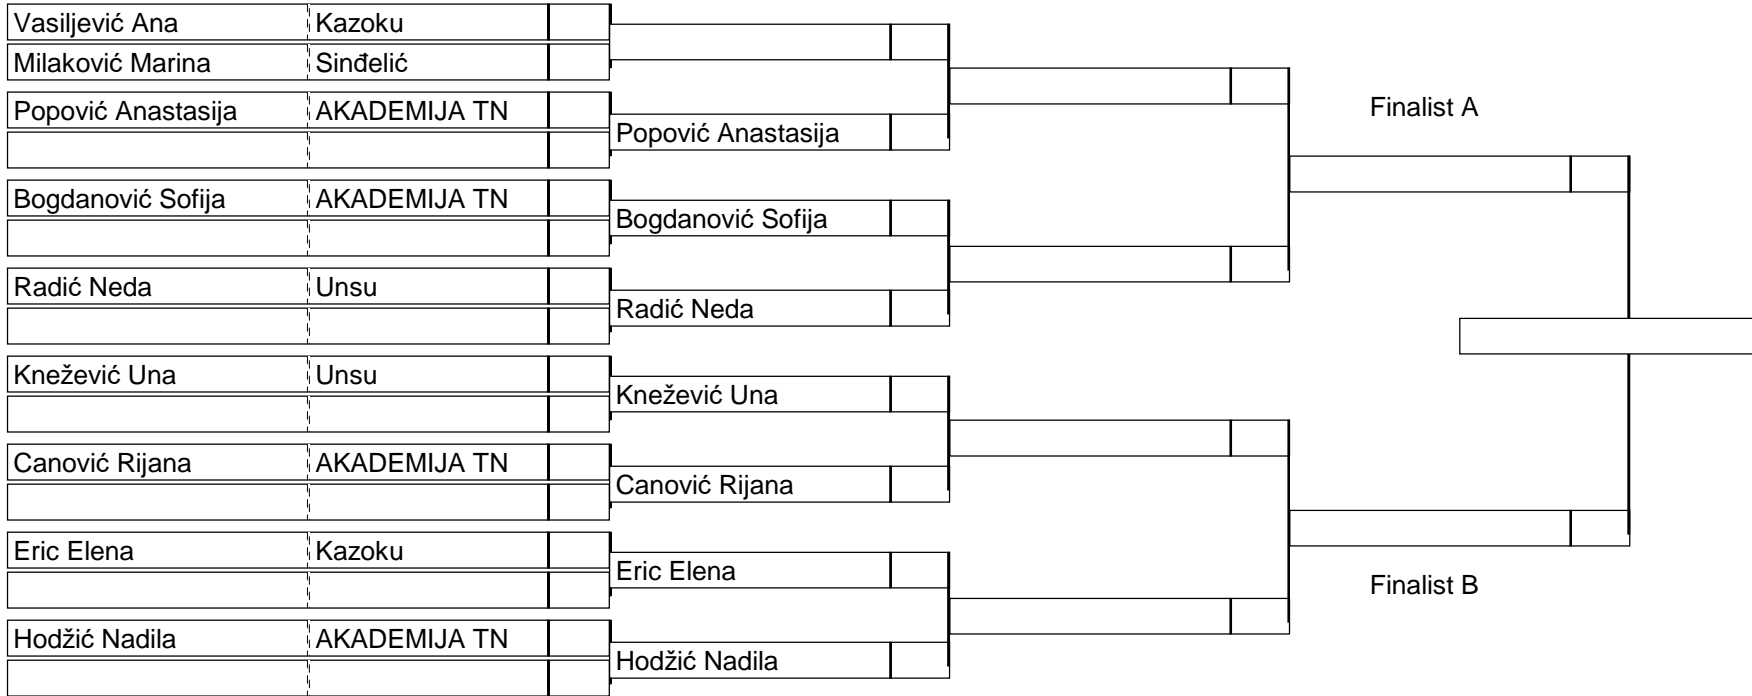 Vasiljević Ana Kazoku
Milaković Marina Sinđelić
Popović Anastasija AKADEMIJA TN
Bogdanović Sofija AKADEMIJA TN
Radić Neda Unsu
Knežević Una Unsu
Canović Rijana AKADEMIJA TN
Eric Elena Kazoku
Hodžić Nadila AKADEMIJA TN
Popović Anastasija
Bogdanović Sofija
Radić Neda
Knežević Una
Canović Rijana
Eric Elena
Hodžić Nadila
Finalist A
Finalist B